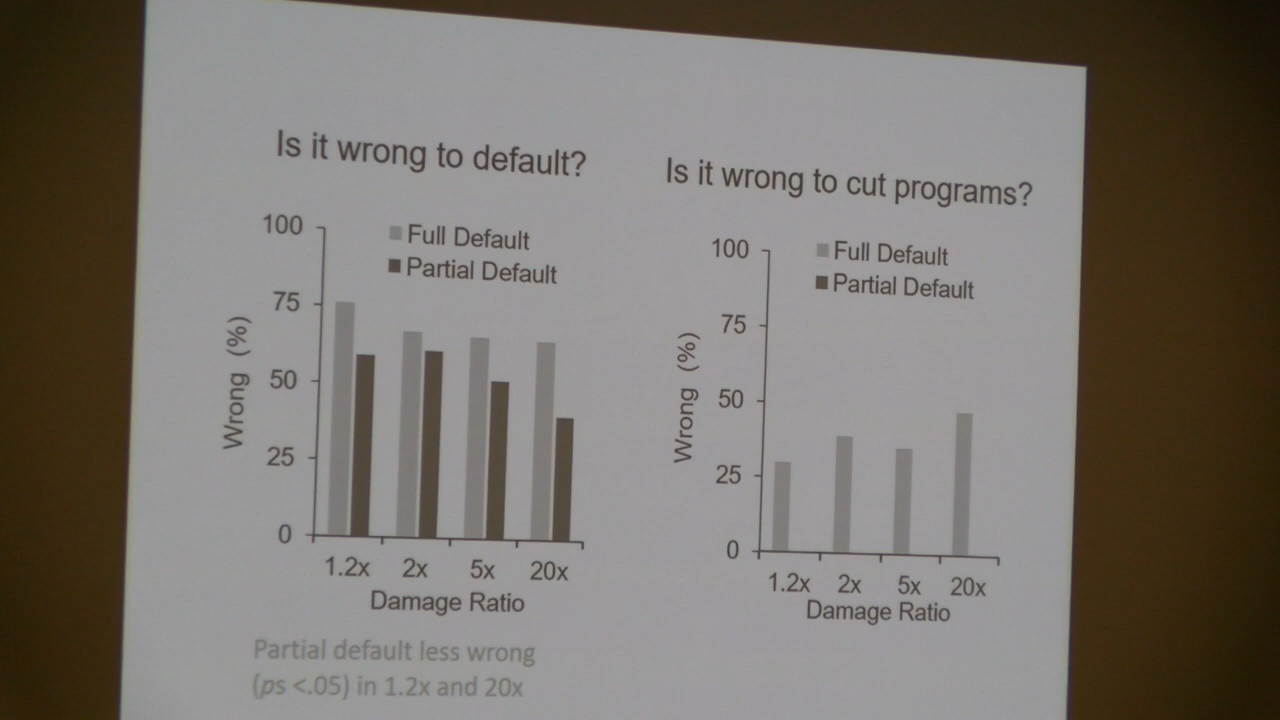 Is it wrong to default?
100
75
50
25
0
Wrong (%)
Full Default
Partial Default
1.2x 2x 5x 20x
Damage Ratio
Partial default less wrong
(ps <.05) in 1.2x and 20x
Is it wrong to cut programs?
100
75
50
25
0
Wrong (%)
Full Default
Partial Default
1.2x 2x 5x 20x
Damage Ratio